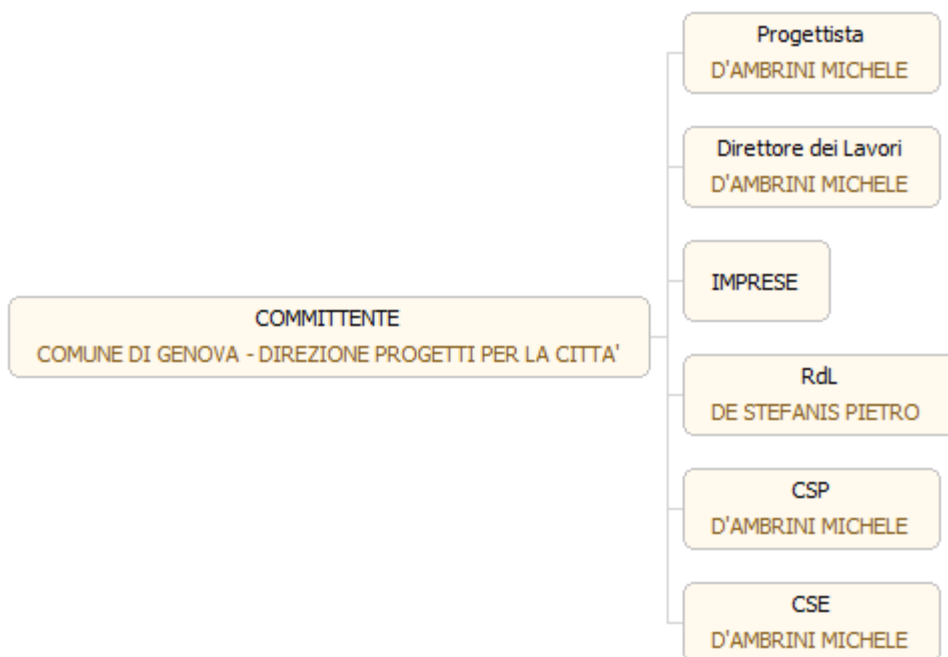 Progettista
D'AMBRINI MICHELE
Direttore dei Lavori
D'AMBRINI MICHELE
IMPRESE
COMMITTENTE
COMUNE DI GENOVA - DIREZIONE PROGETTI PER LA CITTA'
RdL
DE STEFANIS PIETRO
CSP
D'AMBRINI MICHELE
CSE
D'AMBRINI MICHELE